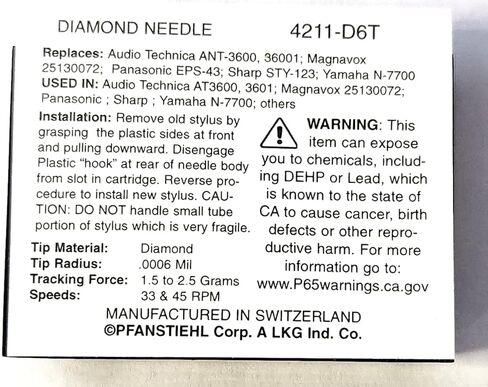 DIAMOND NEEDLE 4211-D6T
Replaces: Audio Technica ANT-3600, 36001; Magnavox
25130072; Panasonic EPS-43; Sharp STY-123; Yamaha N-7700
USED IN: Audio Technica AT3600, 3601; Magnavox 25130072;
Panasonic ; Sharp ; Yamaha N-7700; others
Installation: Remove old stylus by
grasping the plastic sides at front
and pulling downward. Disengage
Plastic “hook” at rear of needle body
from slot in cartridge. Reverse pro-
cedure to install new stylus. CAU-
TION: DO NOT handle small tube
portion of stylus which is very fragile.
WARNING: This
item can expose
you to chemicals, includ-
ing DEHP or Lead, which
is known to the state of
CA to cause cancer, birth
defects or other repro-
ductive harm. For more
information go to:
www.P65warnings.ca.gov
Tip Material: Diamond
Tip Radius: .0006 Mil
Tracking Force: 1.5 to 2.5 Grams
Speeds: 33 & 45 RPM
MANUFACTURED IN SWITZERLAND
©PFANSTIEHL Corp. A LKG Ind. Co.